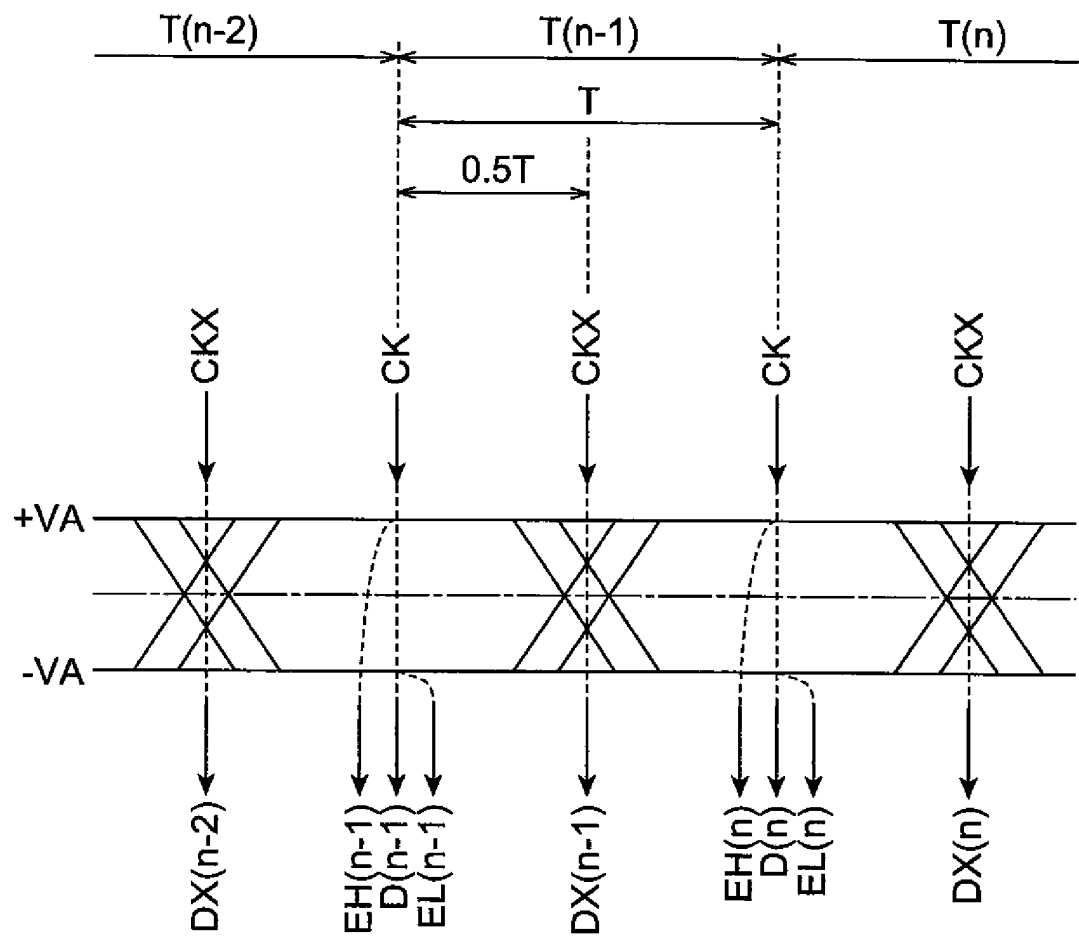 T(n-2) T(n-1) T(n)
T
0.5T
CKX CK CKX CK CKX
+VA
-VA
DX(n-2) EH(n-1) D(n-1) EL(n-1) DX(n-1) EH(n) D(n) EL(n) DX(n)